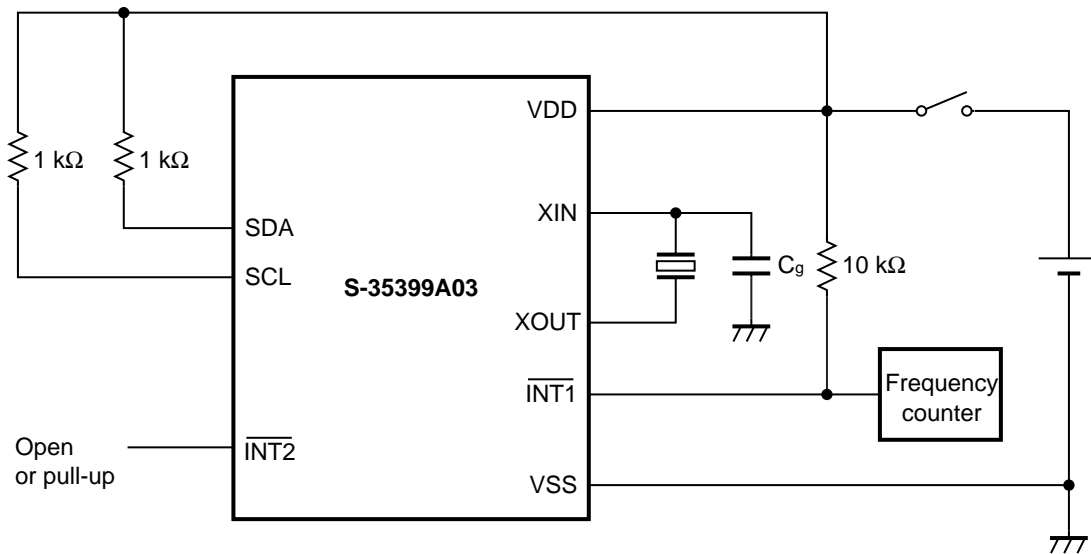 1 kΩ
1 kΩ
SDA
SCL
S-35399A03
VDD
XIN
XOUT
C₉
10 kΩ
INT1
Frequency
counter
Open
or pull-up
INT2
VSS